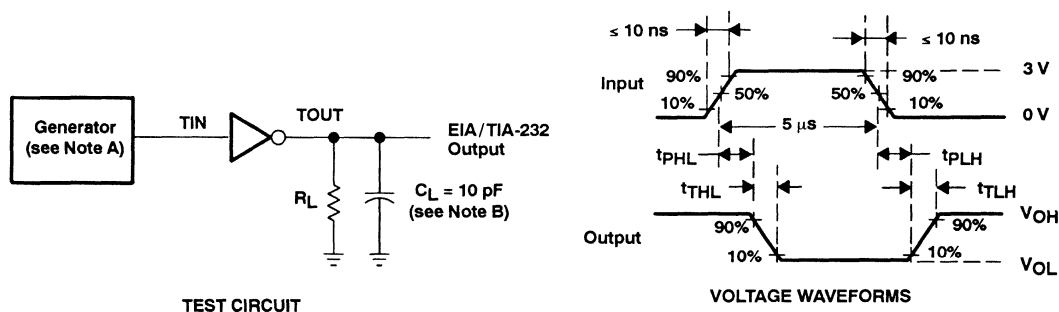 Generator
(see Note A)
TIN
TOUT
EIA/TIA-232
Output
RL
CL = 10 pF
(see Note B)
TEST CIRCUIT
≤ 10 ns
≤ 10 ns
Input
90%
90%
3 V
50%
50%
10%
10%
0 V
5 µs
tPHL
tPLH
tTHL
tTLH
Output
90%
90%
VOH
10%
10%
VOL
VOLTAGE WAVEFORMS